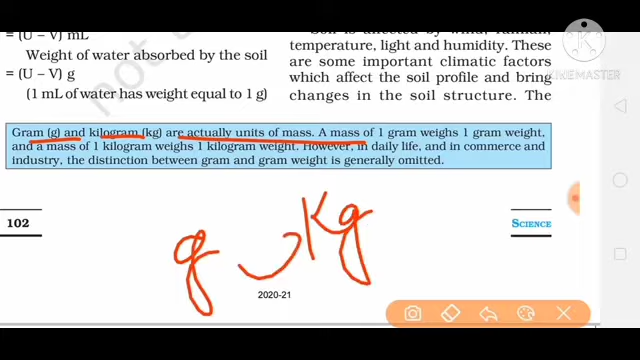 = (U – V) mL
Weight of water absorbed by the soil
= (U – V) g
(1 mL of water has weight equal to 1 g)
Soil is affected by wind, rainfall,
temperature, light and humidity. These
are some important climatic factors
which affect the soil profile and bring
changes in the soil structure. The
Gram (g) and kilogram (kg) are actually units of mass. A mass of 1 gram weighs 1 gram weight,
and a mass of 1 kilogram weighs 1 kilogram weight. However, in daily life, and in commerce and
industry, the distinction between gram and gram weight is generally omitted.
g Kg
102
SCIENCE
2020-21
KINEMASTER
not